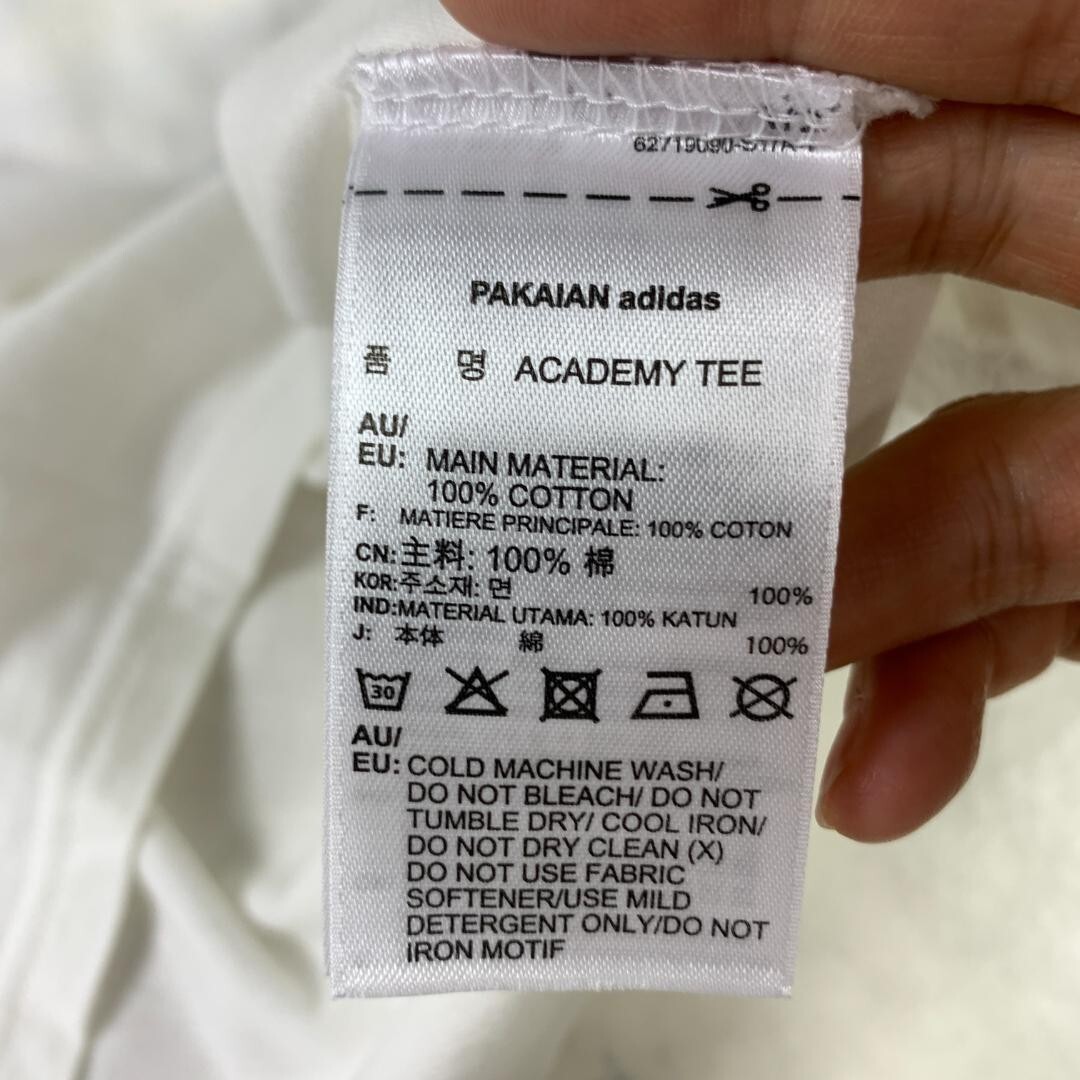 PAKAIAN adidas
품 명 ACADEMY TEE
AU/
EU: MAIN MATERIAL:
100% COTTON
F: MATIERE PRINCIPALE: 100% COTON
CN:主料: 100% 棉
KOR:주소재: 면 100%
IND:MATERIAL UTAMA: 100% KATUN
J: 本体 綿 100%
30
AU/
EU: COLD MACHINE WASH/
DO NOT BLEACH/ DO NOT
TUMBLE DRY/ COOL IRON/
DO NOT DRY CLEAN (X)
DO NOT USE FABRIC
SOFTENER/USE MILD
DETERGENT ONLY/DO NOT
IRON MOTIF